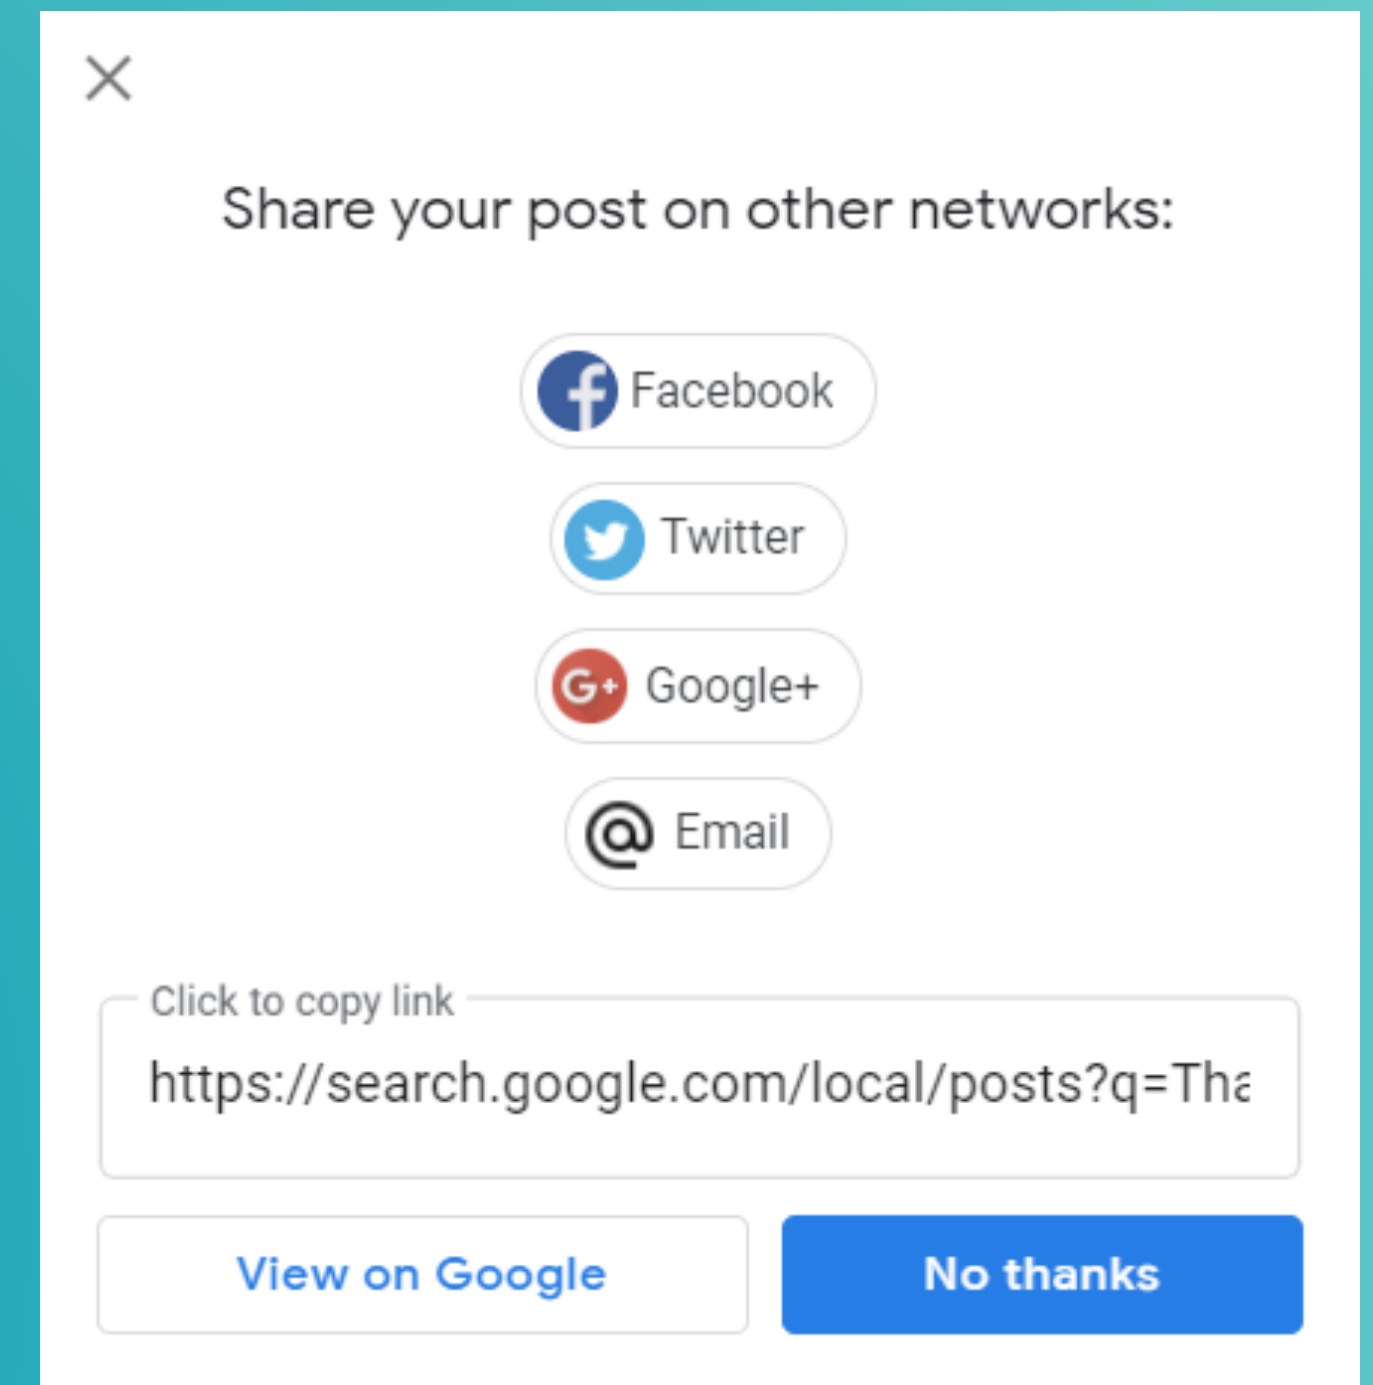 Share your post on other networks:
Facebook
Twitter
G+ Google+
@ Email
Click to copy link
https://search.google.com/local/posts?q=Tha
View on Google
No thanks